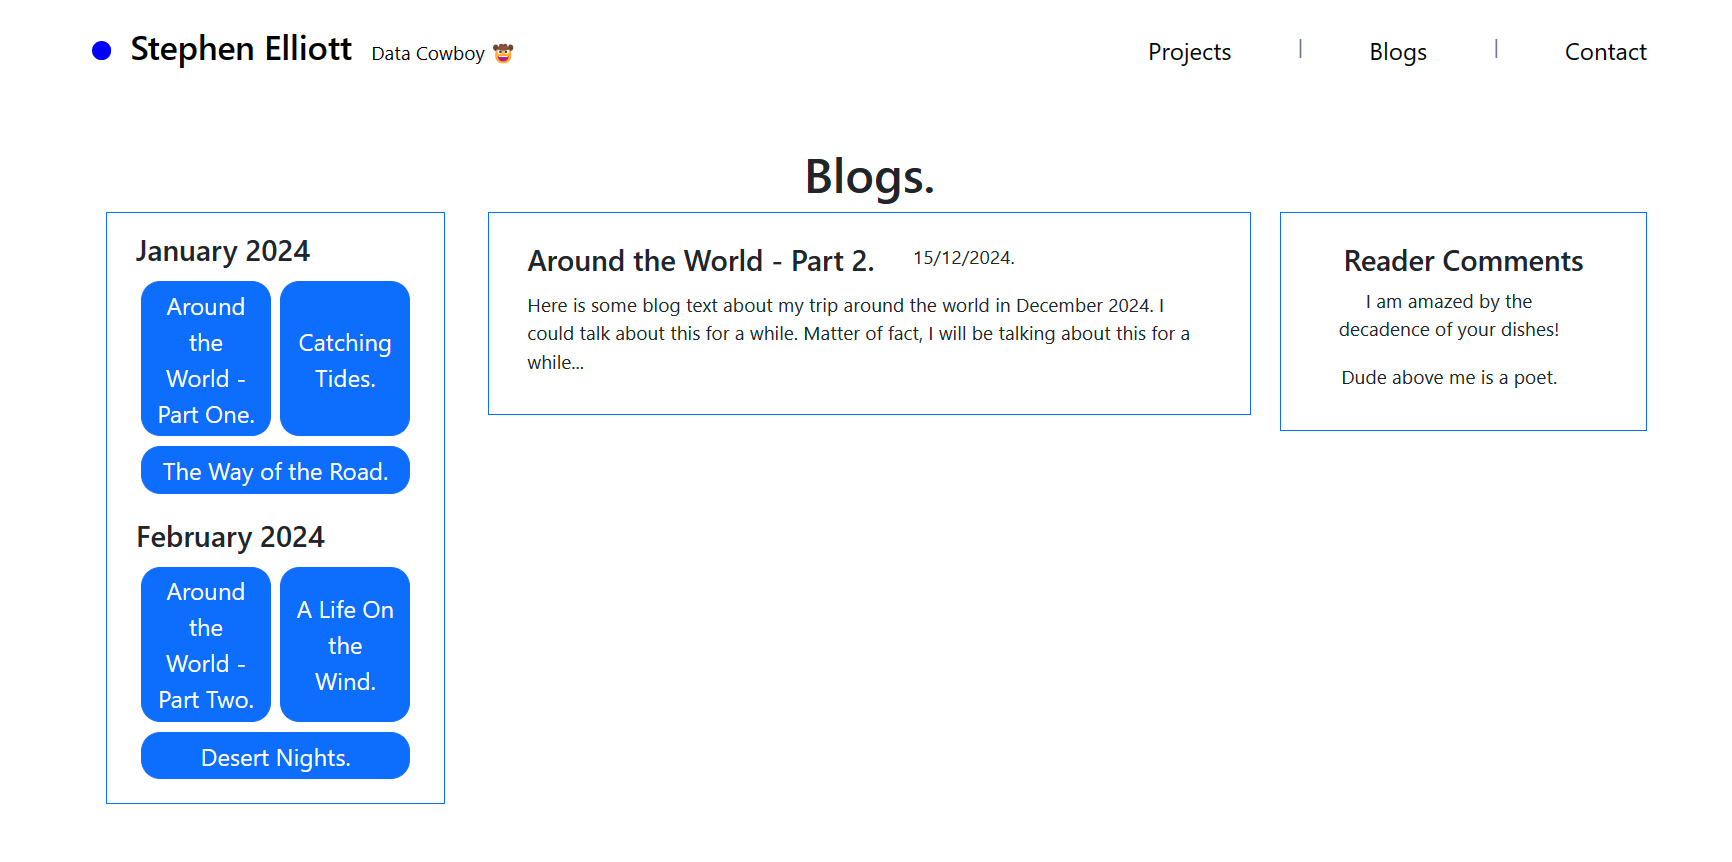 Stephen Elliott Data Cowboy 🤠
Projects | Blogs | Contact
Blogs.
January 2024
Around
the
World -
Part One.
Catching
Tides.
The Way of the Road.
February 2024
Around
the
World -
Part Two.
A Life On
the
Wind.
Desert Nights.
Around the World - Part 2. 15/12/2024.
Here is some blog text about my trip around the world in December 2024. I
could talk about this for a while. Matter of fact, I will be talking about this for a
while...
Reader Comments
I am amazed by the
decadence of your dishes!
Dude above me is a poet.